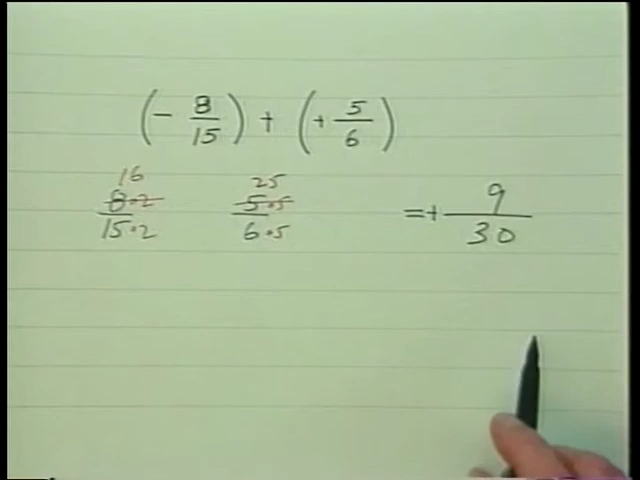 (- 8/15) + (+ 5/6)
16 25
8·2/15·2 5·5/6·5 =+ 9/30